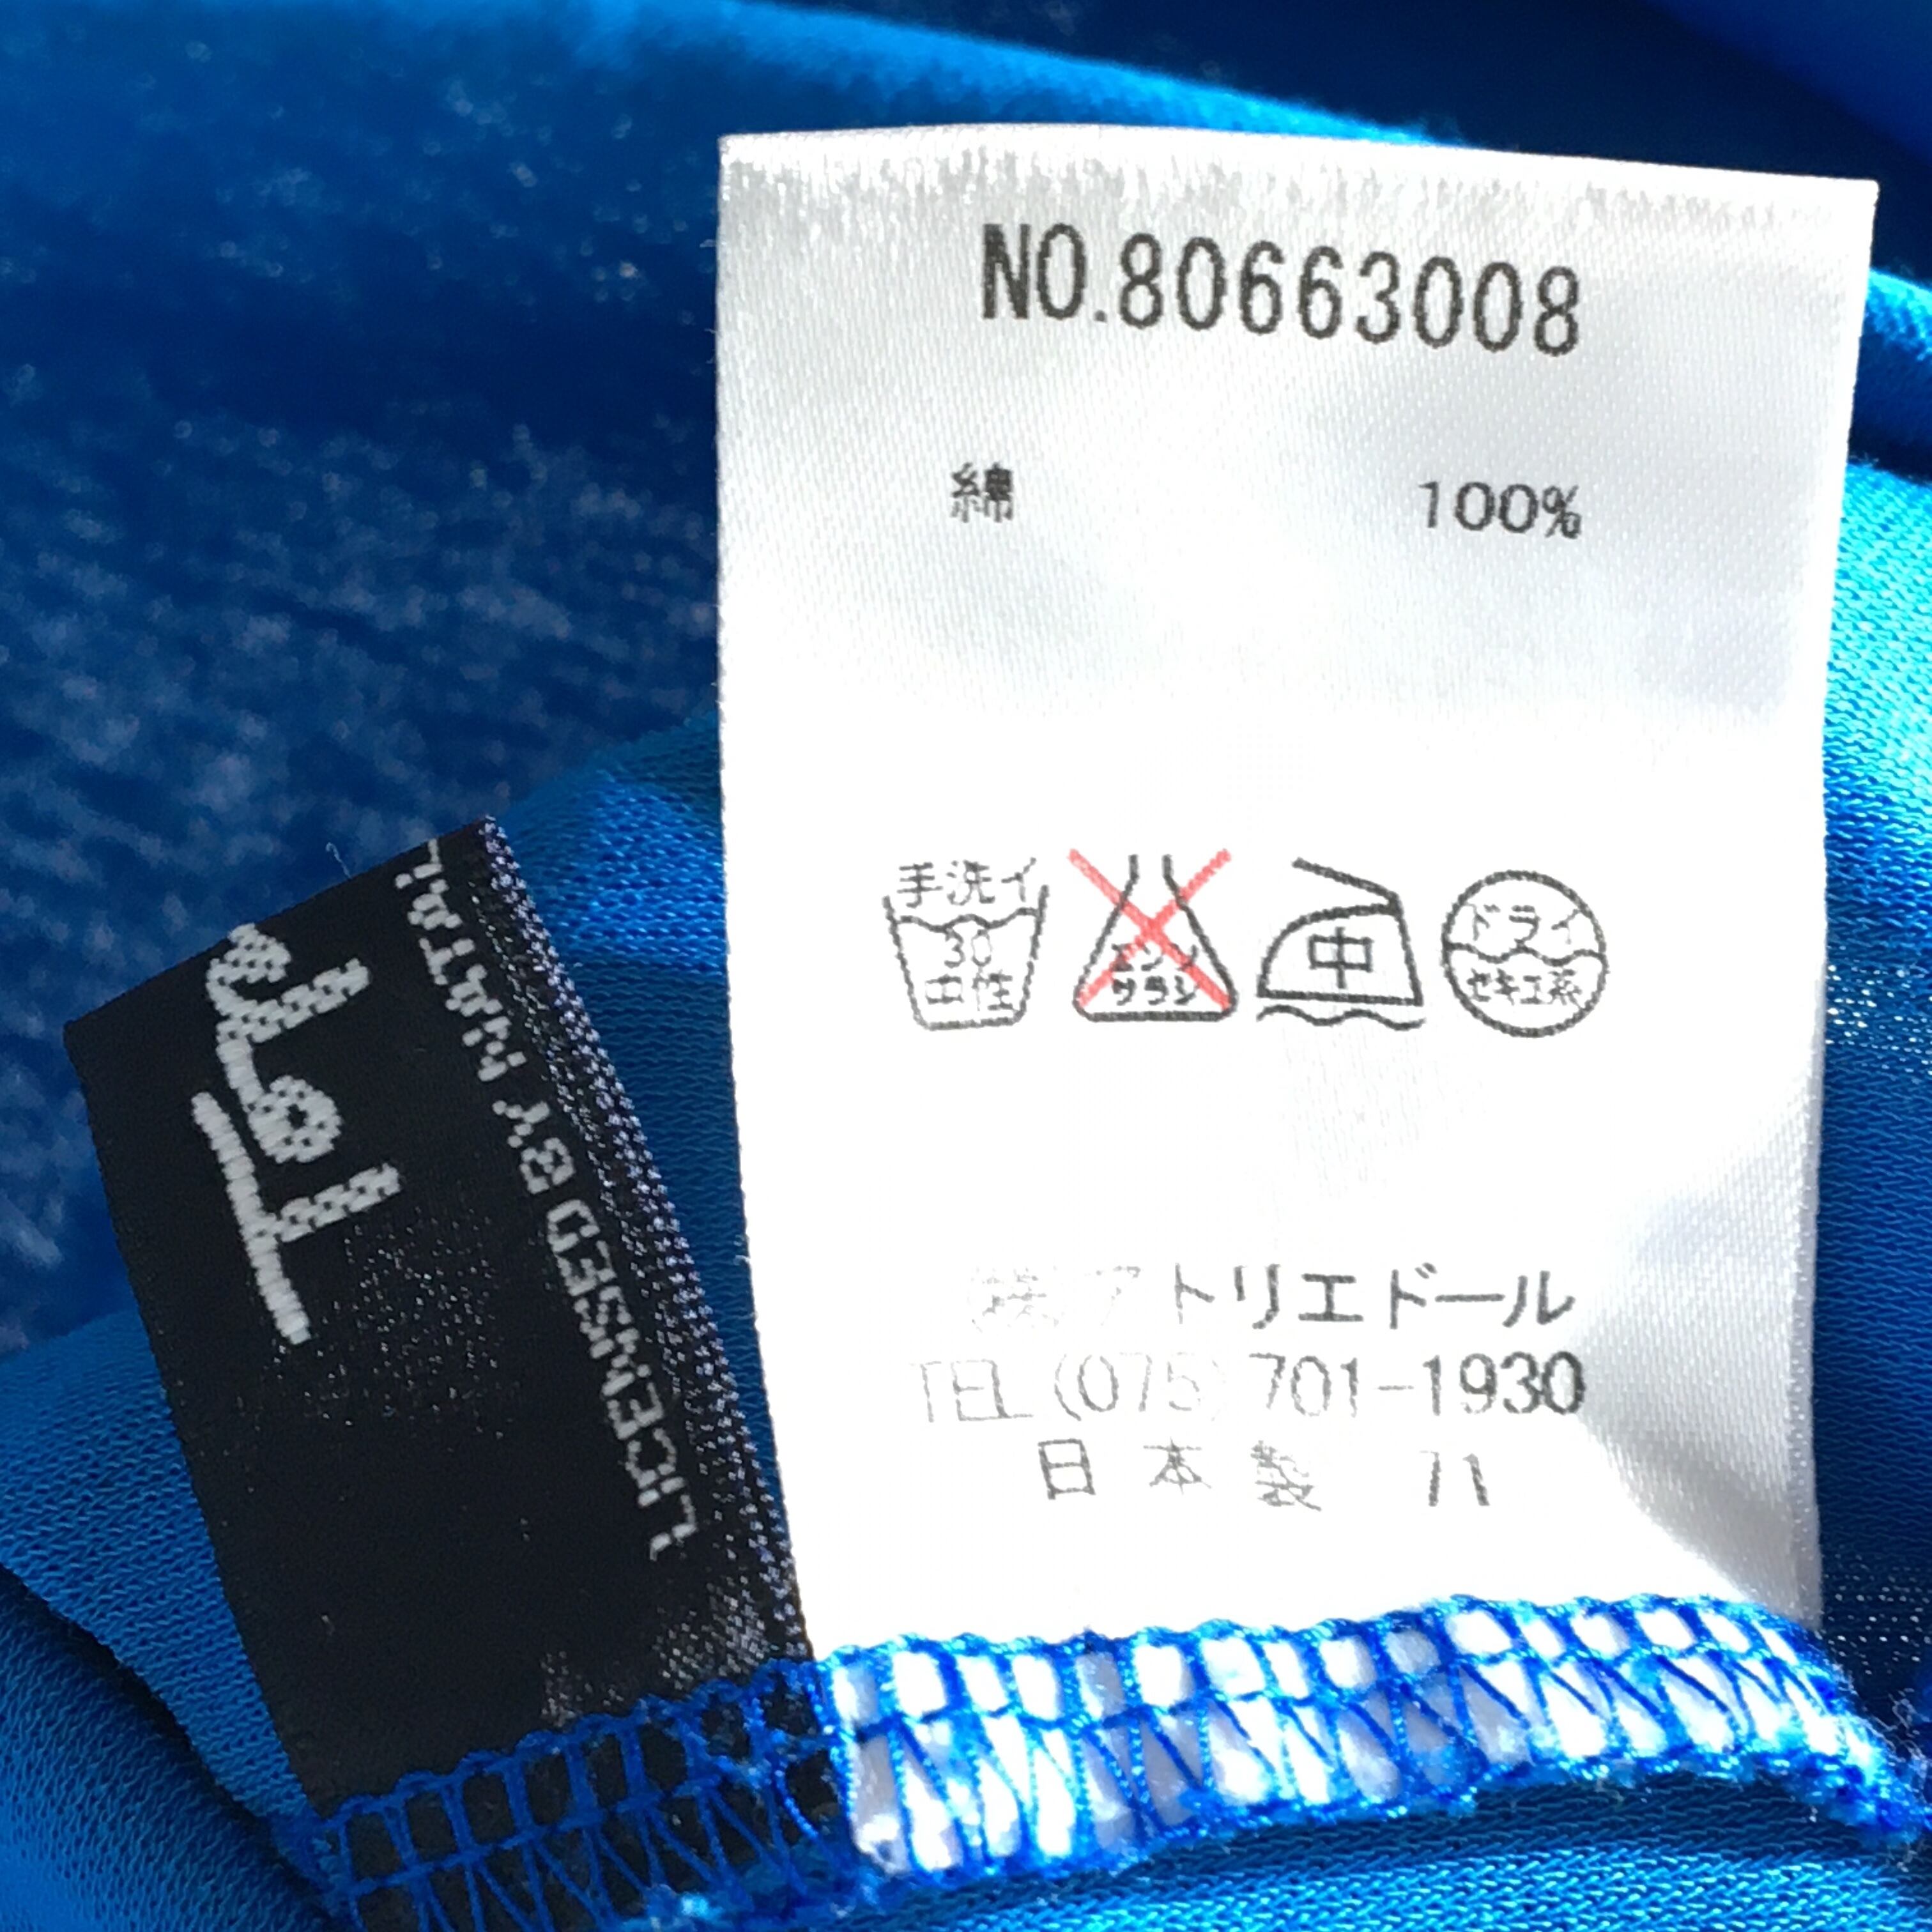 NO.80663008
綿 100%
手洗イ
30
中性
エンソ
サラシ
中
ドライ
セキユ系
(株)アトリエドール
TEL (075) 701-1930
日本製 71
LICENSED BY